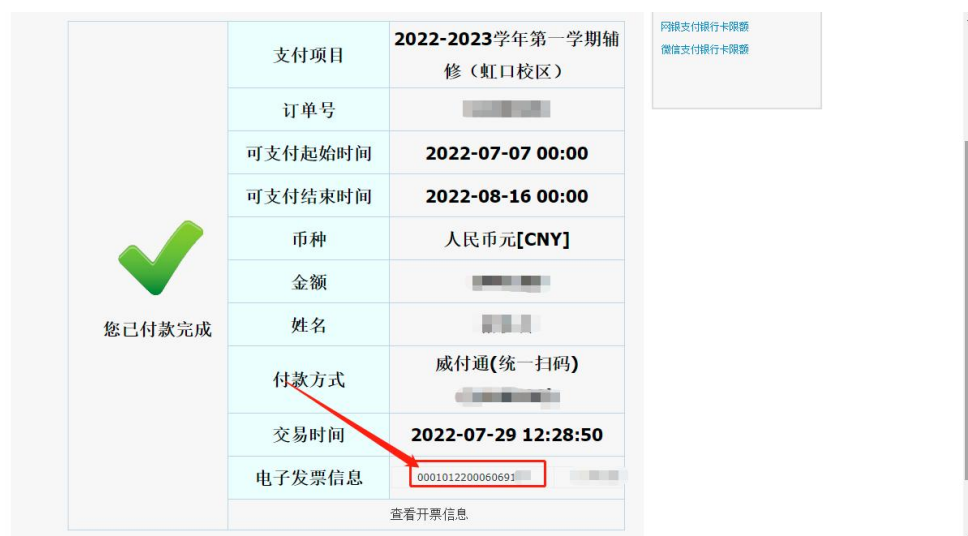 网银支付银行卡限额
微信支付银行卡限额
支付项目
2022-2023学年第一学期辅
修（虹口校区）
订单号
可支付起始时间
2022-07-07 00:00
可支付结束时间
2022-08-16 00:00
币种
人民币元[CNY]
金额
姓名
您已付款完成
付款方式
威付通(统一扫码)
交易时间
2022-07-29 12:28:50
电子发票信息
0001012200060691
查看开票信息